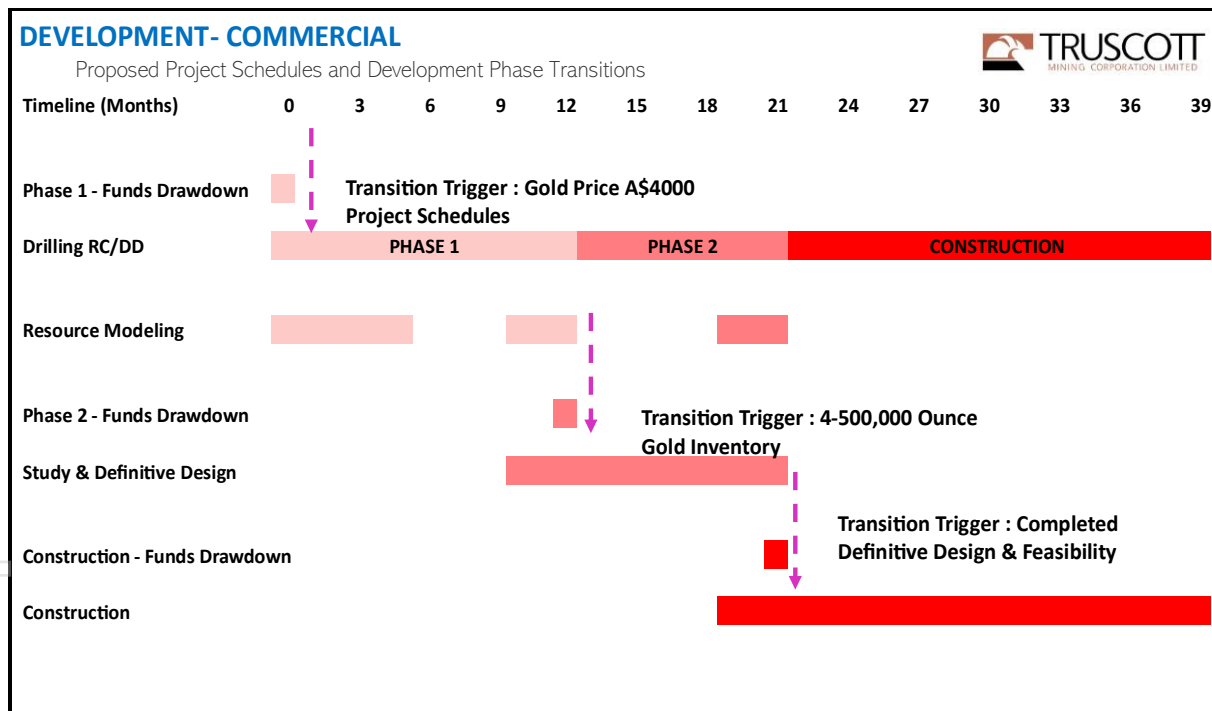 DEVELOPMENT- COMMERCIAL
TRUSCOTT
MINING CORPORATION LIMITED
Proposed Project Schedules and Development Phase Transitions
Timeline (Months) 0 3 6 9 12 15 18 21 24 27 30 33 36 39
Phase 1 - Funds Drawdown
Transition Trigger : Gold Price A$4000
Project Schedules
Drilling RC/DD PHASE 1 PHASE 2 CONSTRUCTION
Resource Modeling
Phase 2 - Funds Drawdown
Transition Trigger : 4-500,000 Ounce
Gold Inventory
Study & Definitive Design
Transition Trigger : Completed
Definitive Design & Feasibility
Construction - Funds Drawdown
Construction